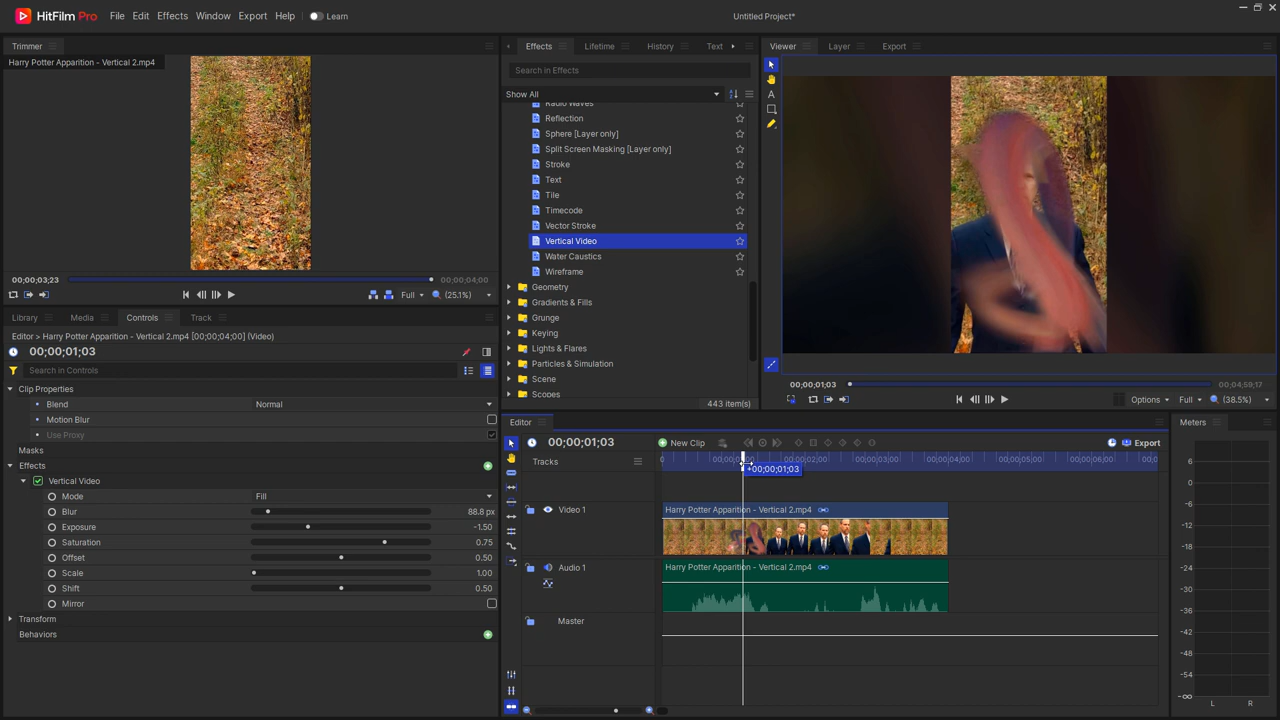 HitFilm Pro File Edit Effects Window Export Help Learn Untitled Project*
Trimmer
Harry Potter Apparition - Vertical 2.mp4
00;00;03;23 00;00;04;00
Full (25.1%)
Library Media Controls Track
Editor > Harry Potter Apparition - Vertical 2.mp4 [00;00;04;00] (Video)
00;00;01;03
Search in Controls
Clip Properties
Blend Normal
Motion Blur
Use Proxy
Masks
Effects
Vertical Video
Mode Fill
Blur 88.8 px
Exposure -1.50
Saturation 0.75
Offset 0.50
Scale 1.00
Shift 0.50
Mirror
Transform
Behaviors
Effects Lifetime History Text
Search in Effects
Show All
Radio Waves
Reflection
Sphere [Layer only]
Split Screen Masking [Layer only]
Stroke
Text
Tile
Timecode
Vector Stroke
Vertical Video
Water Caustics
Wireframe
Geometry
Gradients & Fills
Grunge
Keying
Lights & Flares
Particles & Simulation
Scene
Scopes
443 item(s)
Viewer Layer Export
A
00;00;01;03 00;04;59;17
Options Full (38.5%)
Editor
00;00;01;03 New Clip Export
Tracks 0 00;00;02;00 00;00;03;00 00;00;04;00 00;00;05;00 00;00;06;00
+00;00;01;03
Video 1 Harry Potter Apparition - Vertical 2.mp4
Audio 1 Harry Potter Apparition - Vertical 2.mp4
Master
Meters
6
0
-6
-12
-18
-24
-30
-36
-42
-48
-54
-∞
L R